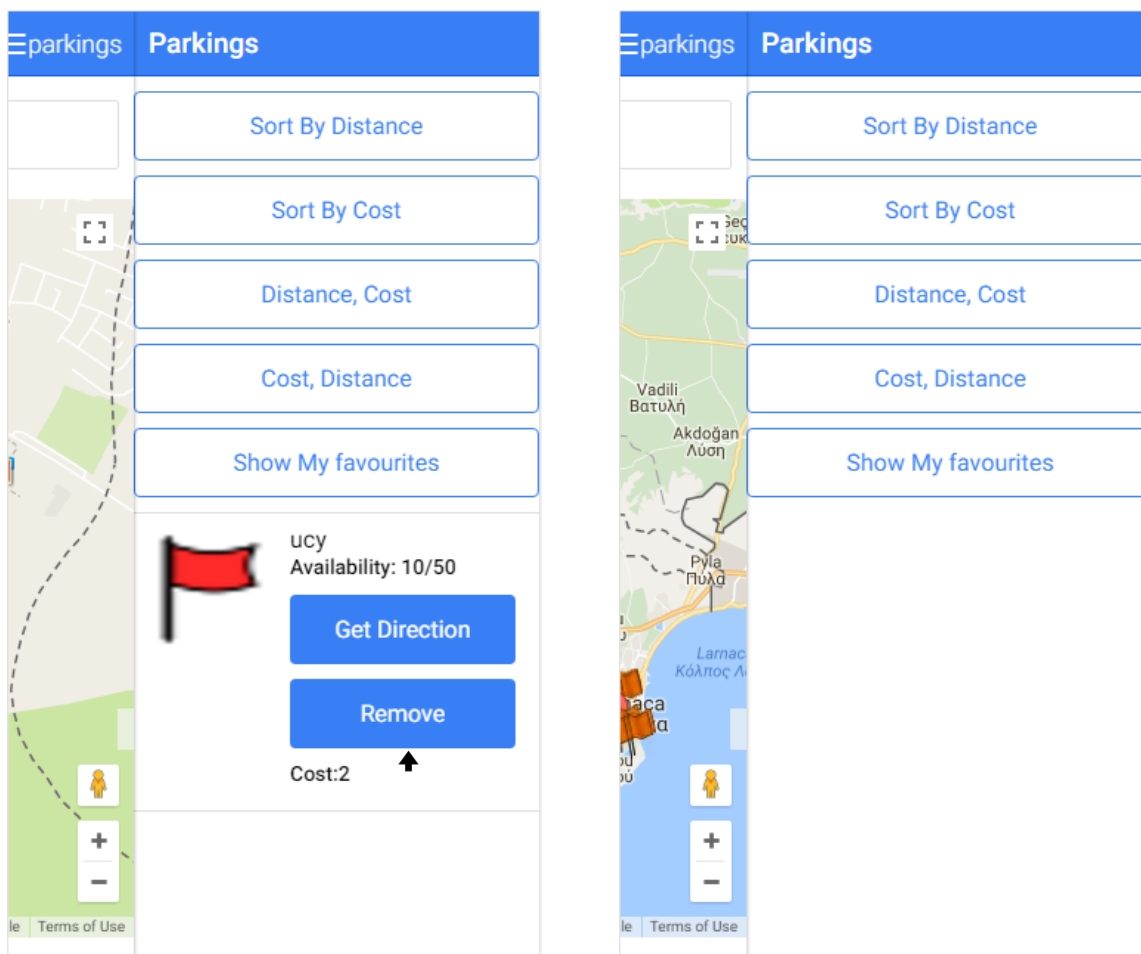 parkings
Parkings
Sort By Distance
Sort By Cost
Distance, Cost
Cost, Distance
Show My favourites
ucy
Availability: 10/50
Get Direction
Remove
Cost:2
Terms of Use
parkings
Parkings
Sort By Distance
Sort By Cost
Distance, Cost
Cost, Distance
Show My favourites
Vadili
Βατυλή
Akdoğan
Λύση
Pyla
Πύλα
Κόλπος
Terms of Use